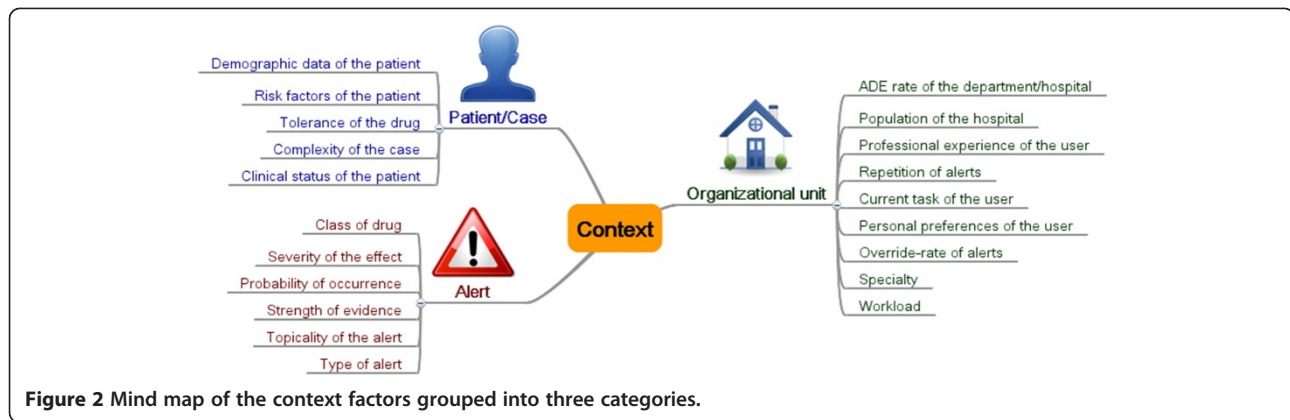 Demographic data of the patient
Risk factors of the patient
Tolerance of the drug
Complexity of the case
Clinical status of the patient
Patient/Case
Class of drug
Severity of the effect
Probability of occurrence
Strength of evidence
Topicality of the alert
Type of alert
Alert
Context
Organizational unit
ADE rate of the department/hospital
Population of the hospital
Professional experience of the user
Repetition of alerts
Current task of the user
Personal preferences of the user
Override-rate of alerts
Specialty
Workload
Figure 2 Mind map of the context factors grouped into three categories.